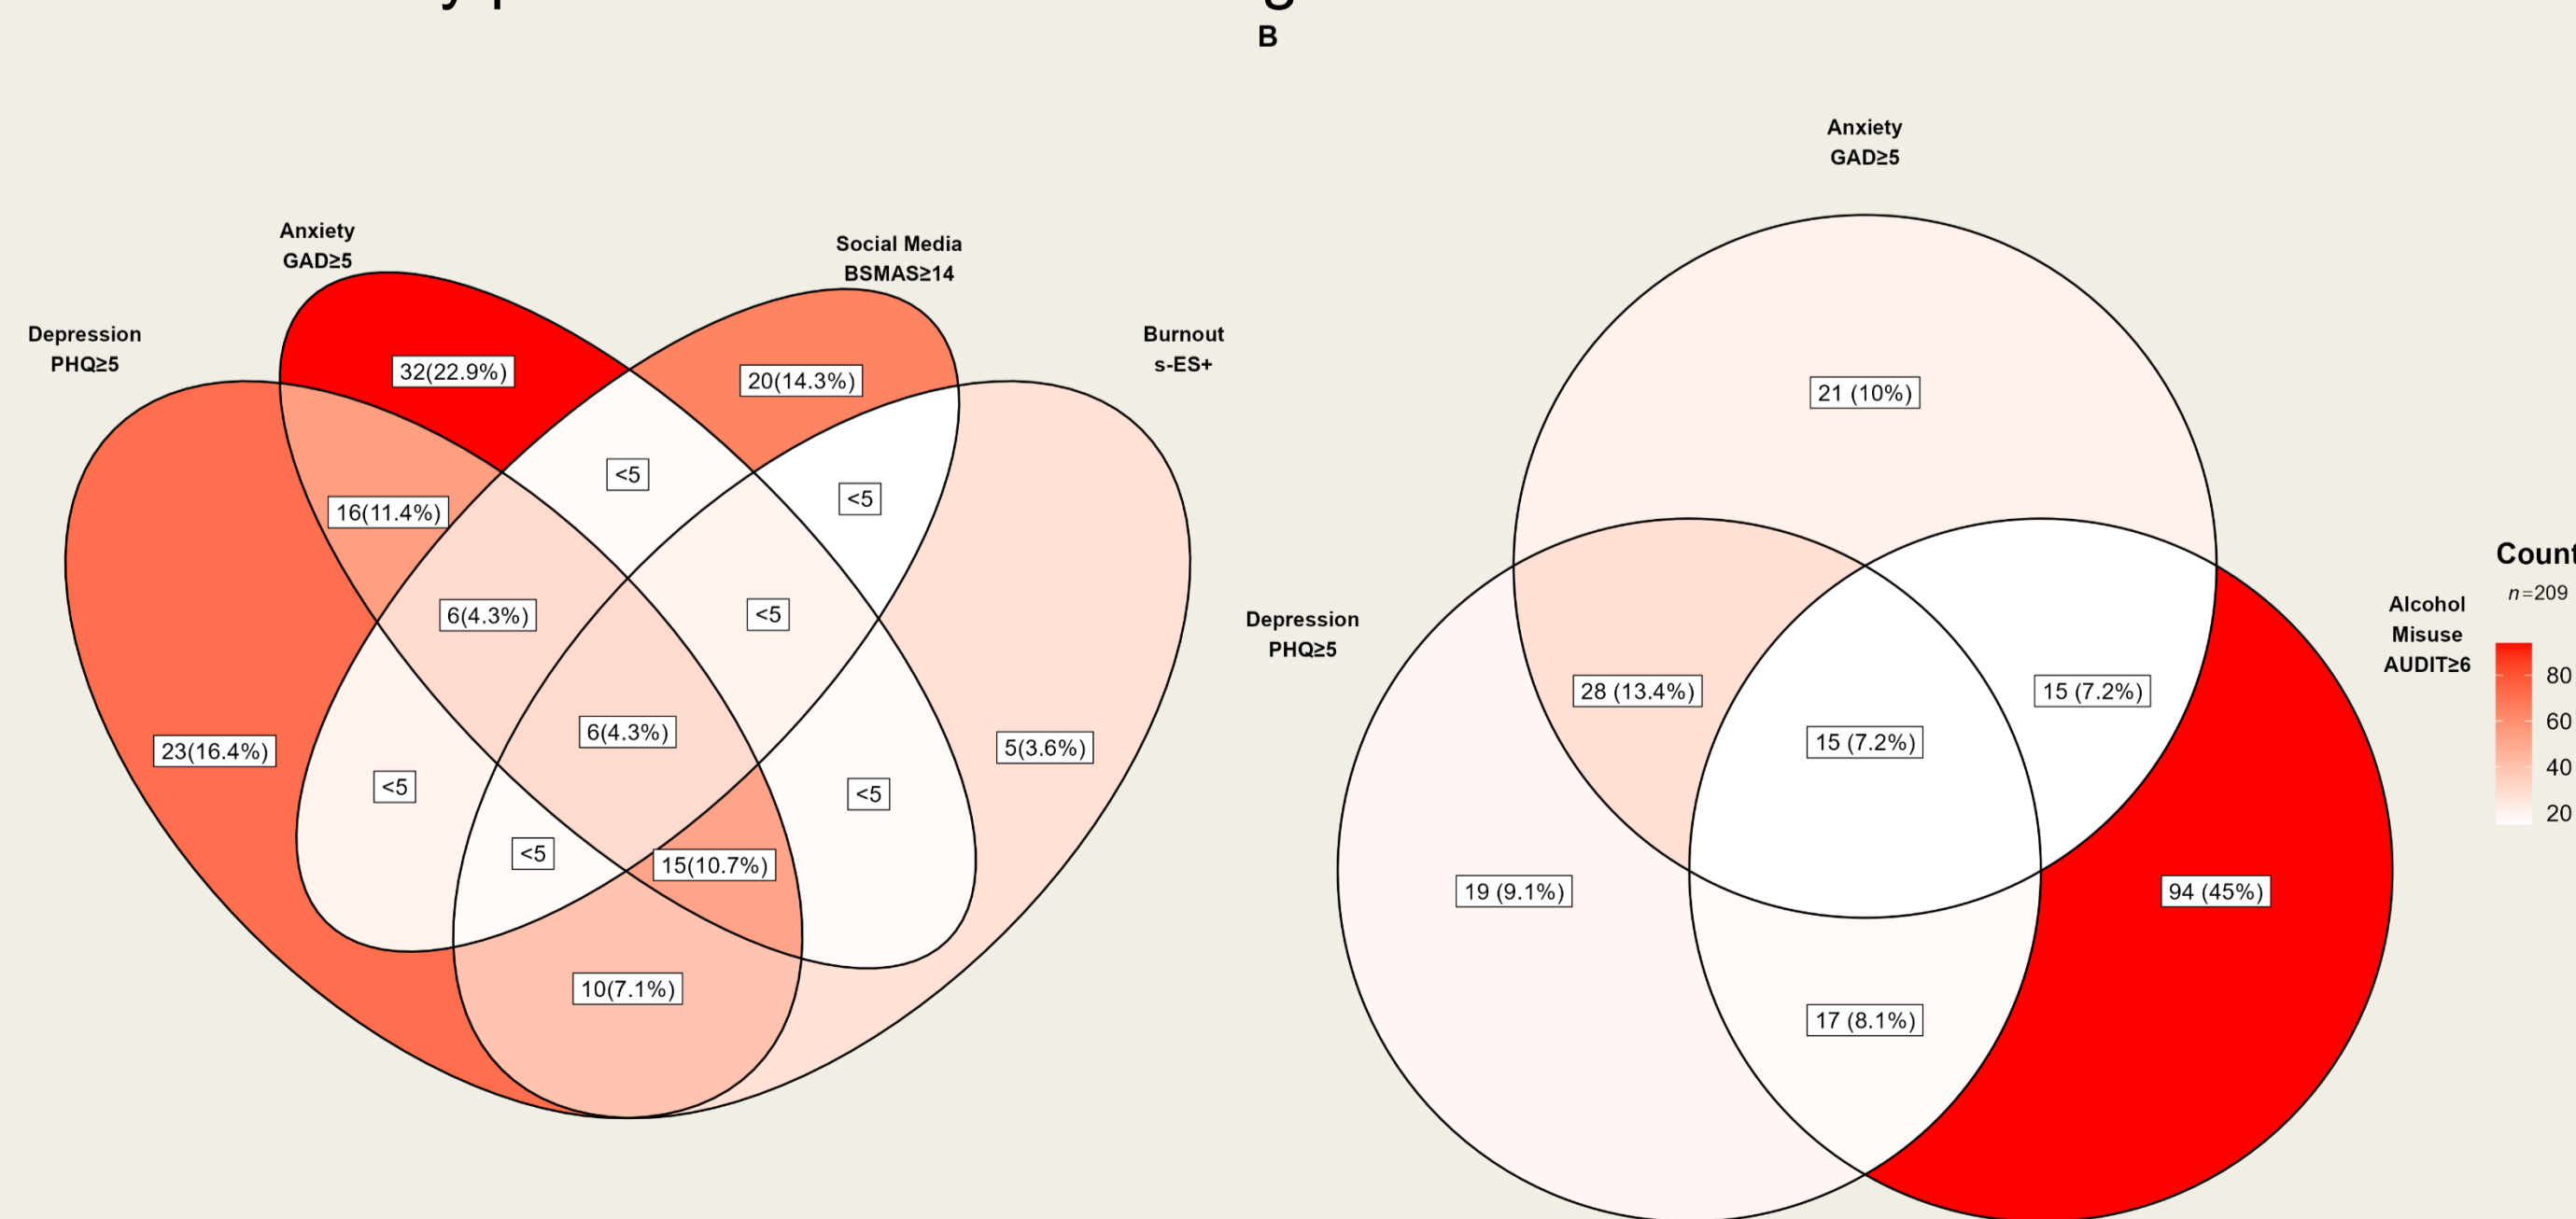 B
Anxiety
GAD≥5
Social Media
BSMAS≥14
Depression
PHQ≥5
Burnout
s-ES+
32(22.9%)
20(14.3%)
<5
<5
16(11.4%)
6(4.3%)
<5
6(4.3%)
23(16.4%)
5(3.6%)
<5
<5
<5
15(10.7%)
10(7.1%)
Anxiety
GAD≥5
21 (10%)
Depression
PHQ≥5
Alcohol
Misuse
AUDIT≥6
28 (13.4%)
15 (7.2%)
15 (7.2%)
19 (9.1%)
94 (45%)
17 (8.1%)
Count
n=209
80
60
40
20